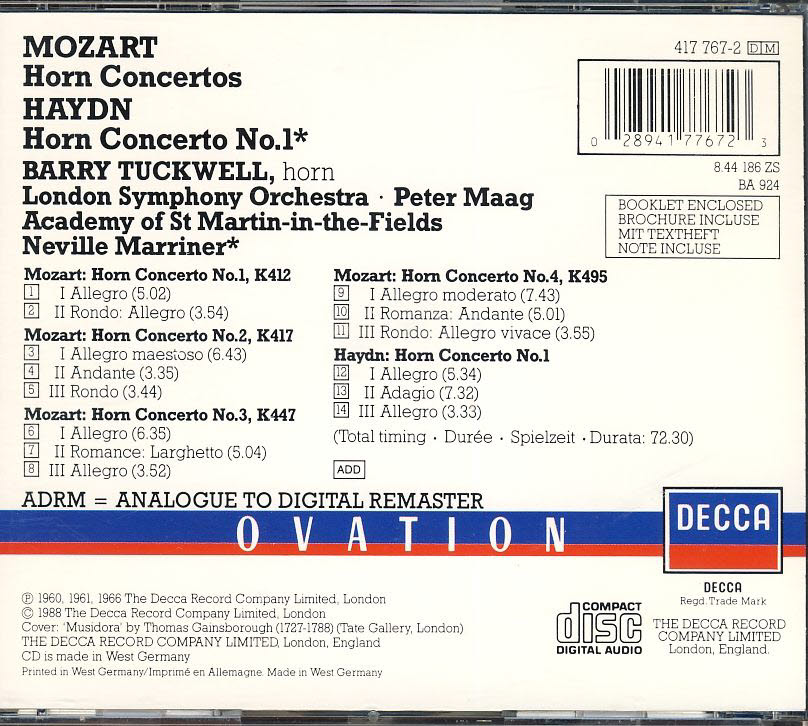 MOZART
Horn Concertos
HAYDN
Horn Concerto No.1*
BARRY TUCKWELL, horn
London Symphony Orchestra · Peter Maag
Academy of St Martin-in-the-Fields
Neville Marriner*
417 767-2 DM
0 28941 77672 3
8.44 186 ZS
BA 924
BOOKLET ENCLOSED
BROCHURE INCLUSE
MIT TEXTHEFT
NOTE INCLUSE
Mozart: Horn Concerto No.1, K412
1 I Allegro (5.02)
2 II Rondo: Allegro (3.54)
Mozart: Horn Concerto No.2, K417
3 I Allegro maestoso (6.43)
4 II Andante (3.35)
5 III Rondo (3.44)
Mozart: Horn Concerto No.3, K447
6 I Allegro (6.35)
7 II Romance: Larghetto (5.04)
8 III Allegro (3.52)
Mozart: Horn Concerto No.4, K495
9 I Allegro moderato (7.43)
10 II Romanza: Andante (5.01)
11 III Rondo: Allegro vivace (3.55)
Haydn: Horn Concerto No.1
12 I Allegro (5.34)
13 II Adagio (7.32)
14 III Allegro (3.33)
(Total timing · Durée · Spielzeit · Durata: 72.30)
ADD
ADRM = ANALOGUE TO DIGITAL REMASTER
OVATION
DECCA
℗ 1960, 1961, 1966 The Decca Record Company Limited, London
© 1988 The Decca Record Company Limited, London
Cover: 'Musidora' by Thomas Gainsborough (1727-1788) (Tate Gallery, London)
THE DECCA RECORD COMPANY LIMITED, London, England
CD is made in West Germany
Printed in West Germany/Imprimé en Allemagne. Made in West Germany
COMPACT
disc
DIGITAL AUDIO
DECCA
Regd. Trade Mark
THE DECCA RECORD
COMPANY LIMITED
London, England.